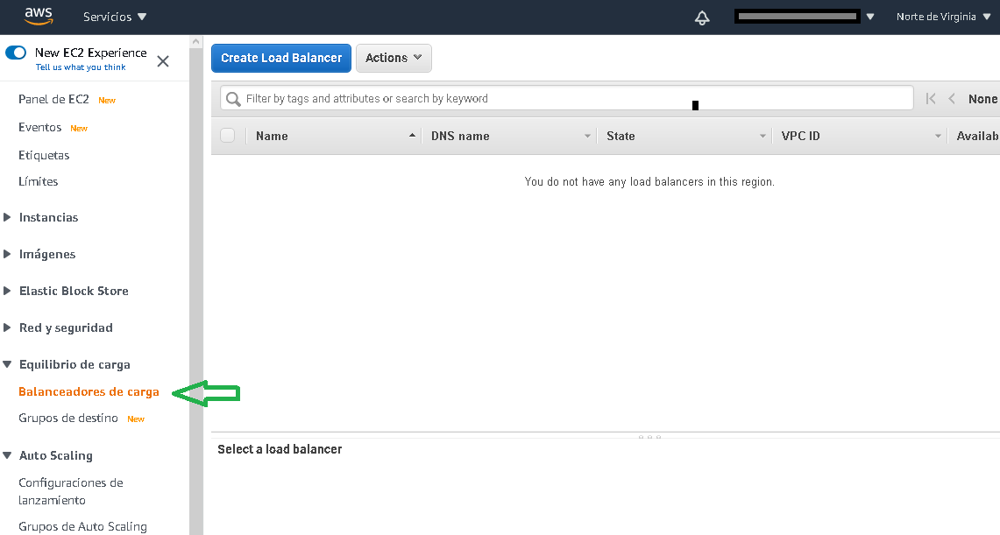 aws
Servicios
Norte de Virginia
New EC2 Experience
Tell us what you think
Panel de EC2 New
Eventos New
Etiquetas
Límites
Instancias
Imágenes
Elastic Block Store
Red y seguridad
Equilibrio de carga
Balanceadores de carga
Grupos de destino New
Auto Scaling
Configuraciones de
lanzamiento
Grupos de Auto Scaling
Create Load Balancer
Actions
Filter by tags and attributes or search by keyword
None
Name
DNS name
State
VPC ID
Availab
You do not have any load balancers in this region.
Select a load balancer